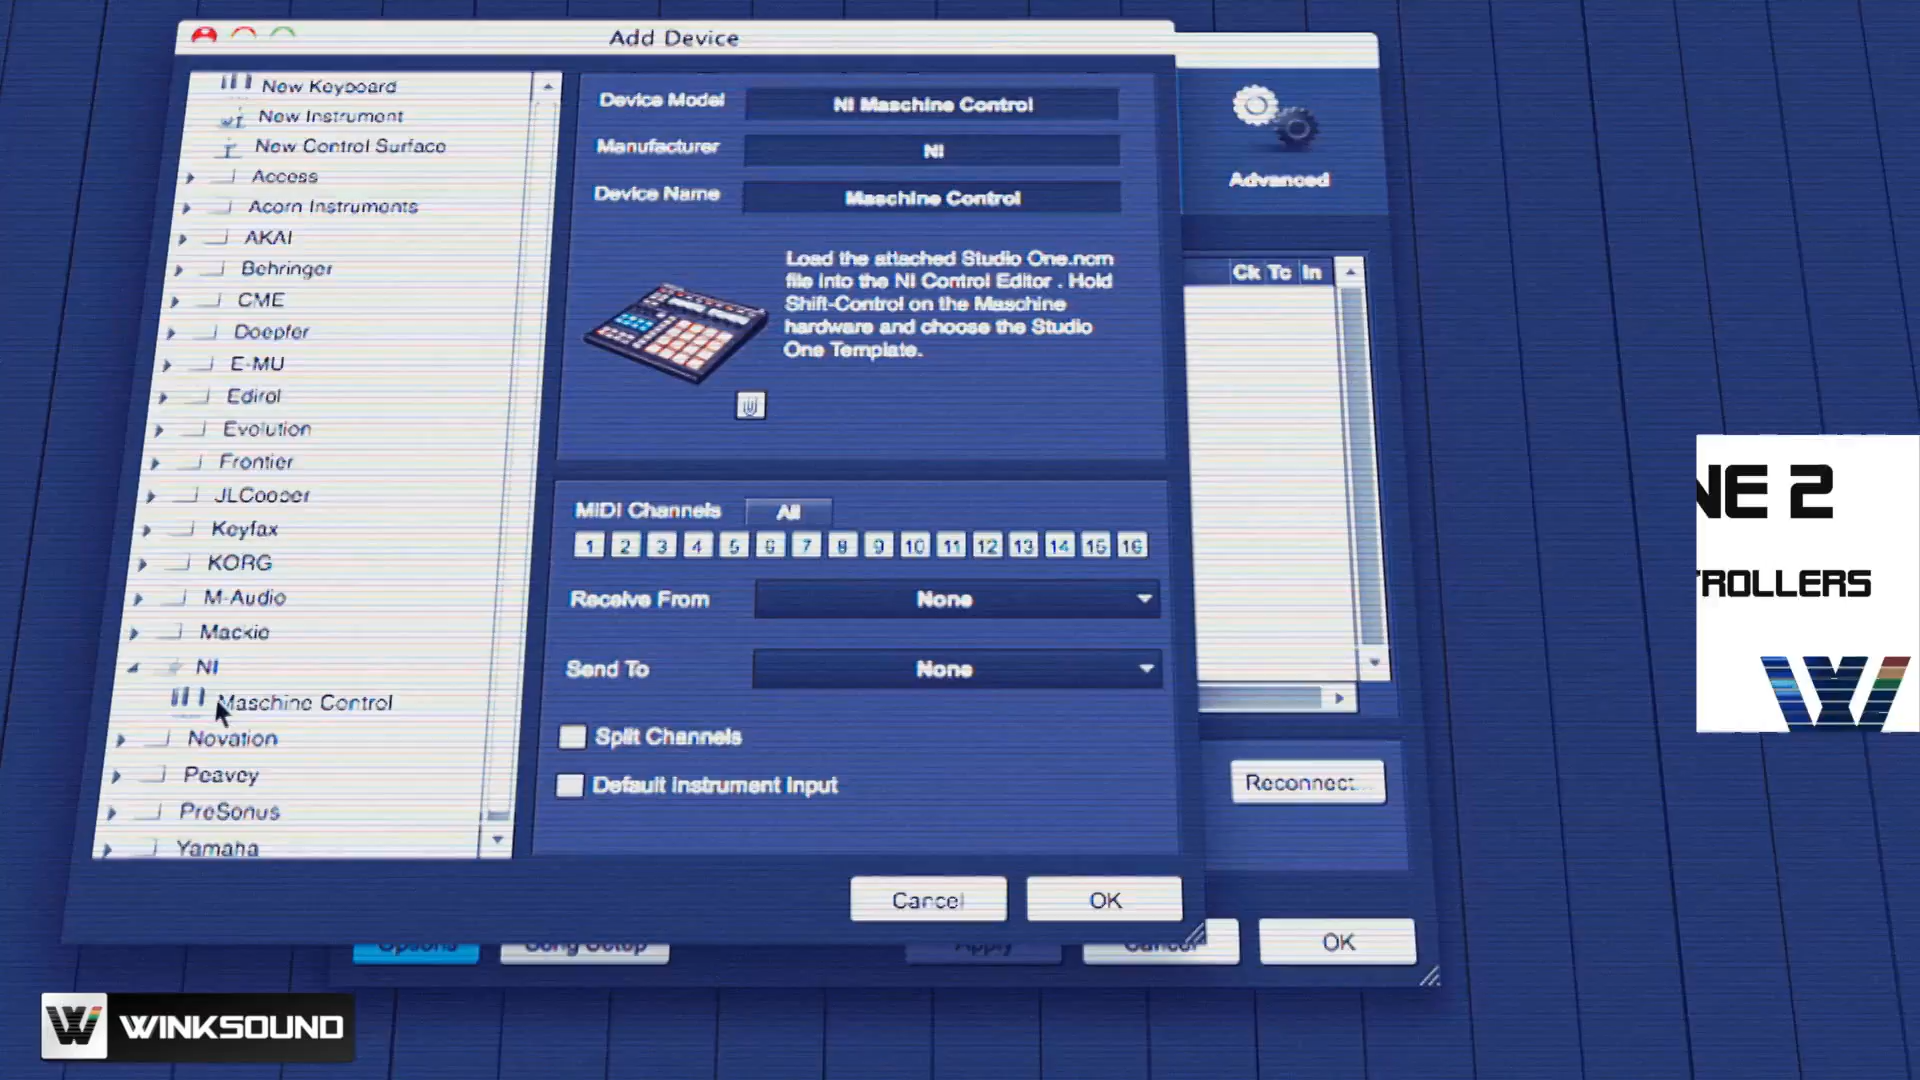 Add Device
New Keyboard
New Instrument
New Control Surface
Access
Acorn Instruments
AKAI
Behringer
CME
Doepfer
E-MU
Edirol
Evolution
Frontier
JLCooper
Keyfax
KORG
M-Audio
Mackie
NI
Maschine Control
Novation
Peavey
PreSonus
Yamaha
Device Model
NI Maschine Control
Manufacturer
NI
Device Name
Maschine Control
Load the attached Studio One.ncm
file into the NI Control Editor . Hold
Shift-Control on the Maschine
hardware and choose the Studio
One Template.
MIDI Channels
All
1 2 3 4 5 6 7 8 9 10 11 12 13 14 15 16
Receive From
None
Send To
None
Split Channels
Default Instrument Input
Cancel
OK
Advanced
Ck Tc In
Reconnect...
Options
Song Setup
Apply
Cancel
OK
NE 2
TROLLERS
W
WINKSOUND